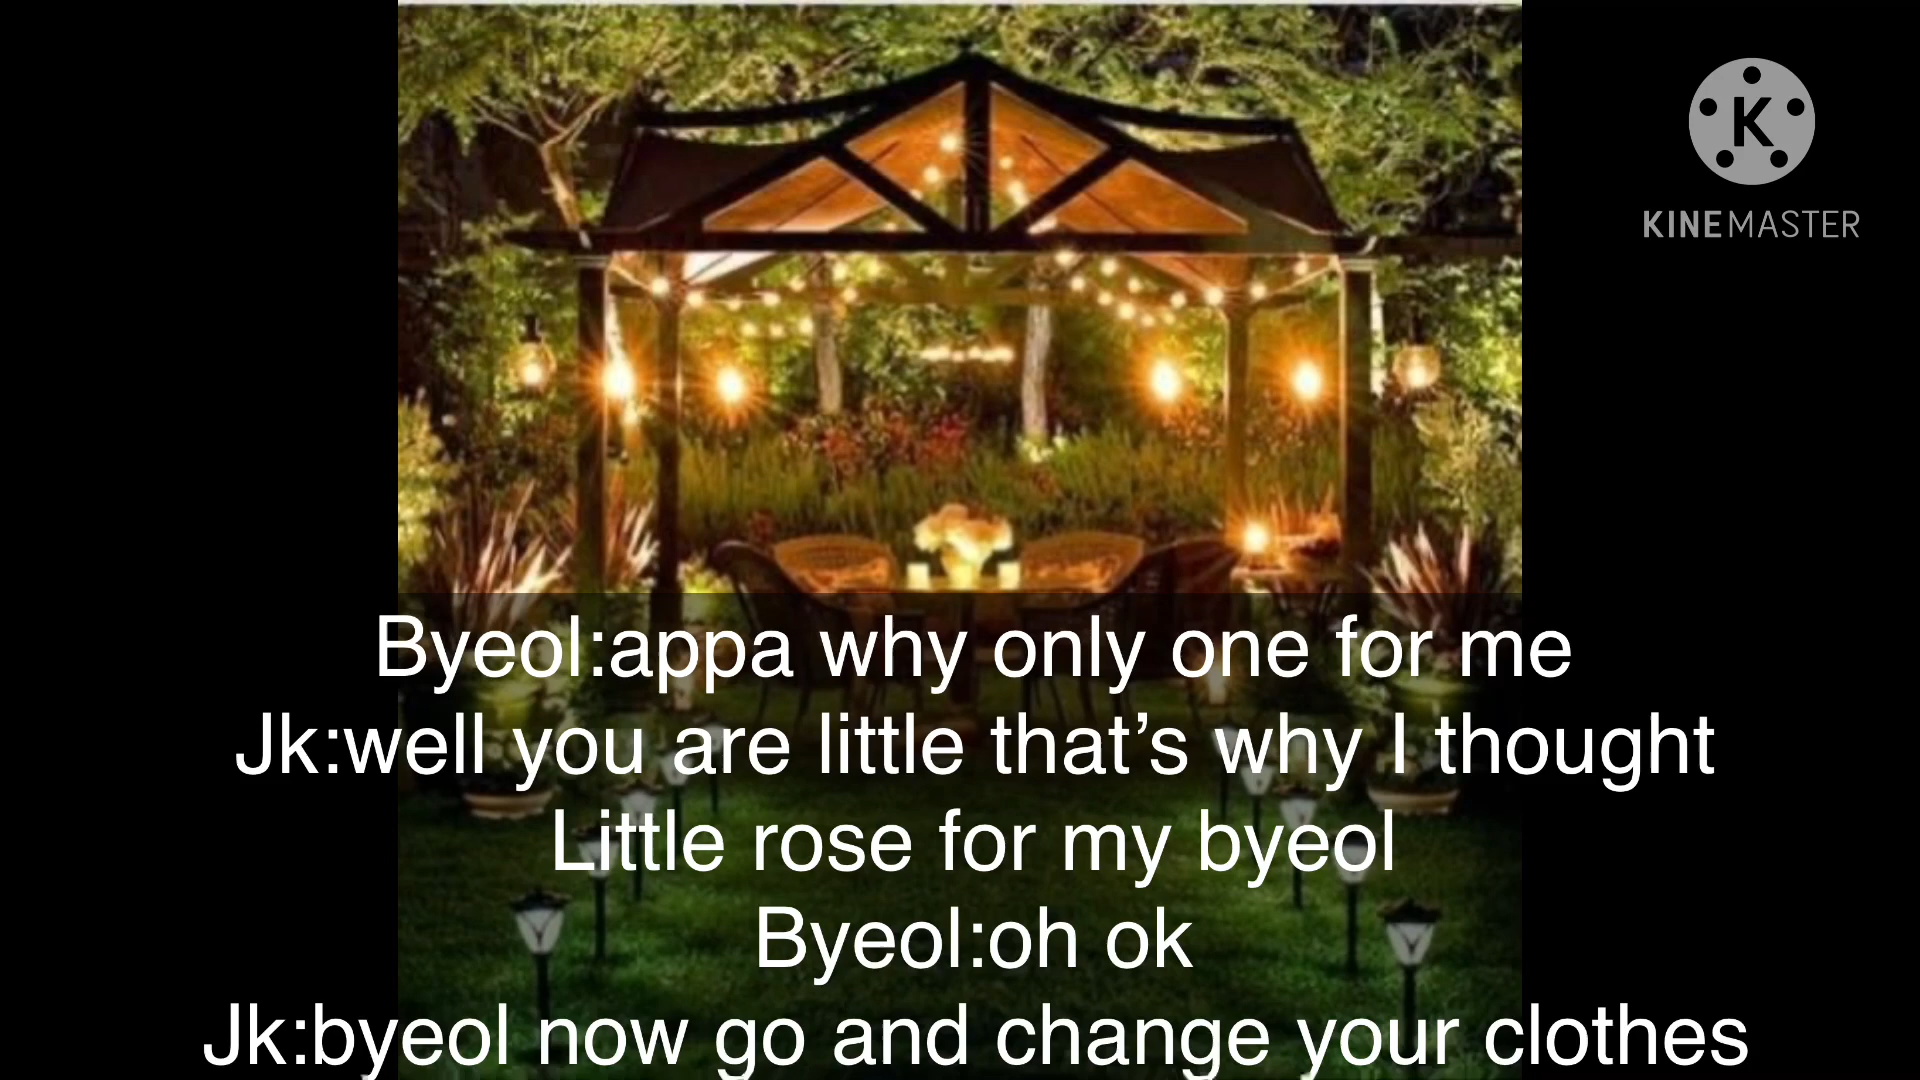 K
KINEMASTER
Byeol:appa why only one for me
Jk:well you are little that’s why I thought
Little rose for my byeol
Byeol:oh ok
Jk:byeol now go and change your clothes